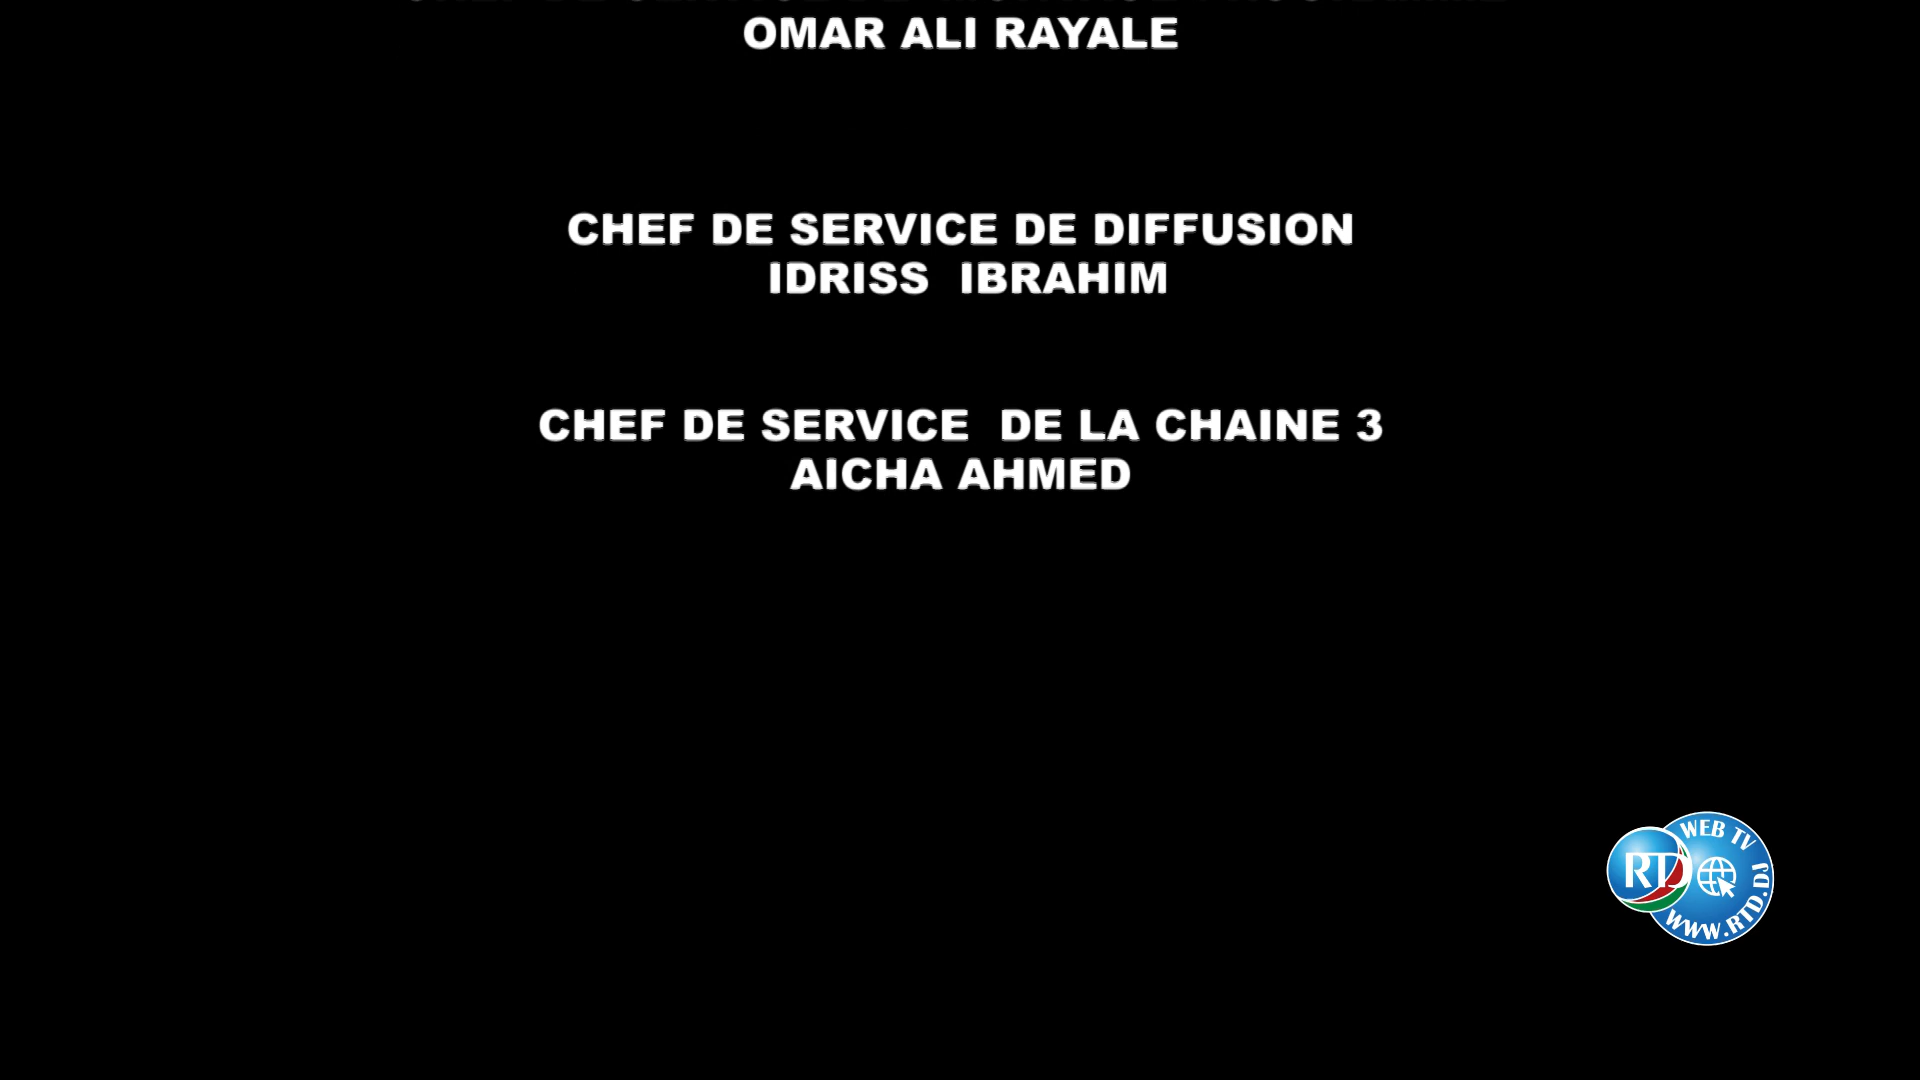 OMAR ALI RAYALE
CHEF DE SERVICE DE DIFFUSION
IDRISS  IBRAHIM
CHEF DE SERVICE  DE LA CHAINE 3
AICHA AHMED
WEB TV
RTD
WWW.RTD.DJ